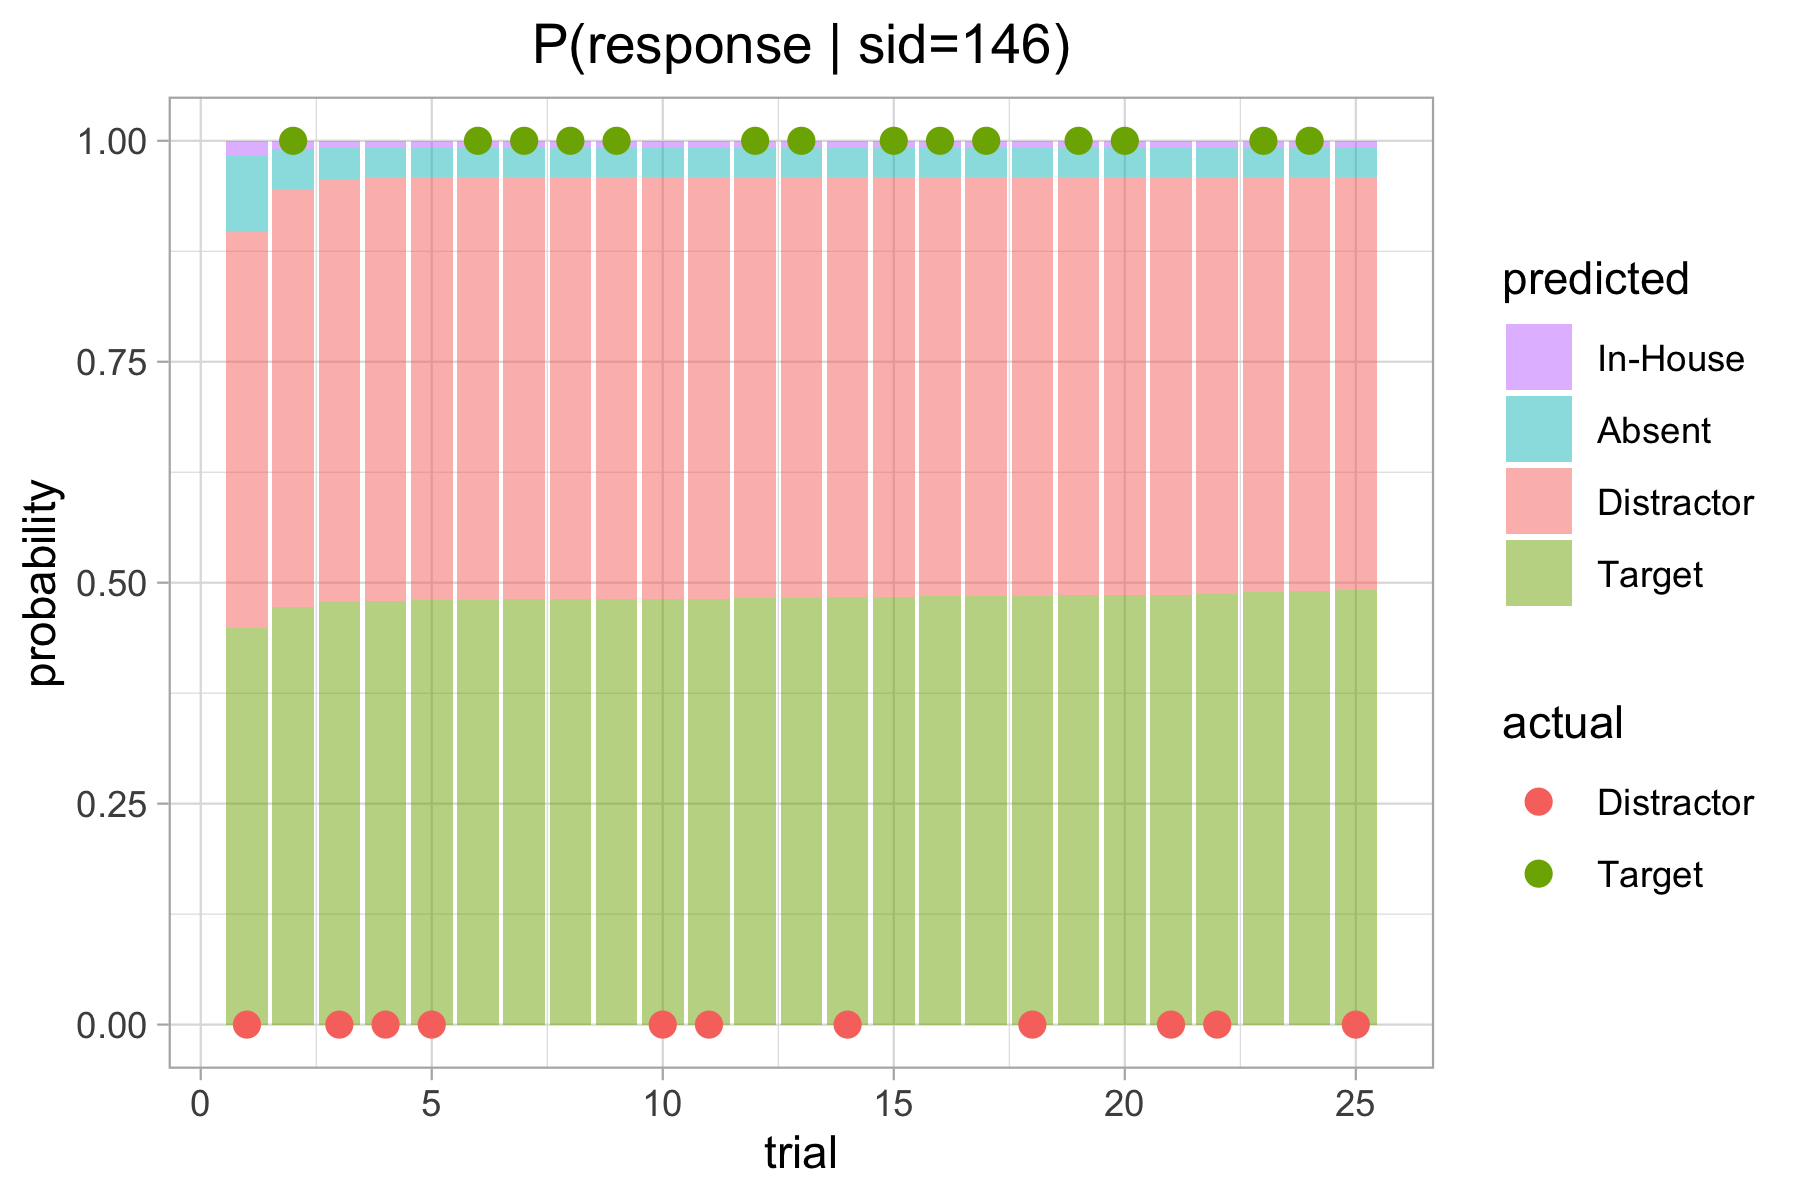 P(response | sid=146)
probability
1.00
0.75
0.50
0.25
0.00
0 5 10 15 20 25
trial
predicted
In-House
Absent
Distractor
Target
actual
Distractor
Target